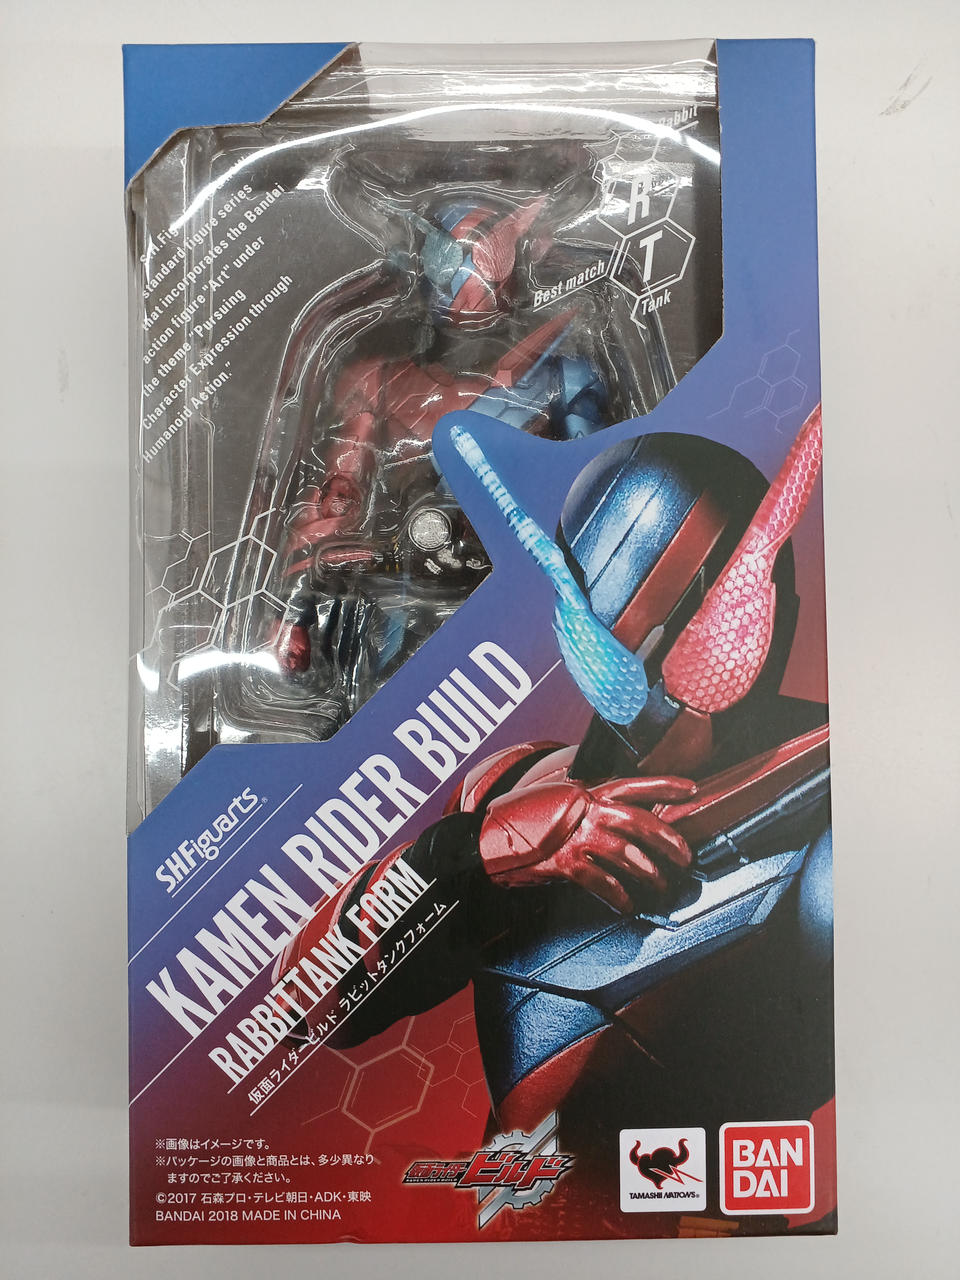 Rabbit
R
T
Best match
Tank
standard figure series
that incorporates the Bandai
action figure "Art" under
the theme "Pursuing
Character Expression through
Humanoid Action."
S.H.Figuarts®
KAMEN RIDER BUILD
RABBITTANK FORM
仮面ライダービルド ラビットタンクフォーム
※画像はイメージです。
※パッケージの画像と商品とは、多少異なり
ますのでご了承ください。
©2017 石森プロ・テレビ朝日・ADK・東映
BANDAI 2018 MADE IN CHINA
仮面ライダー
ビルド
KAMEN RIDER BUILD
TAMASHII NATIONS®
BAN
DAI